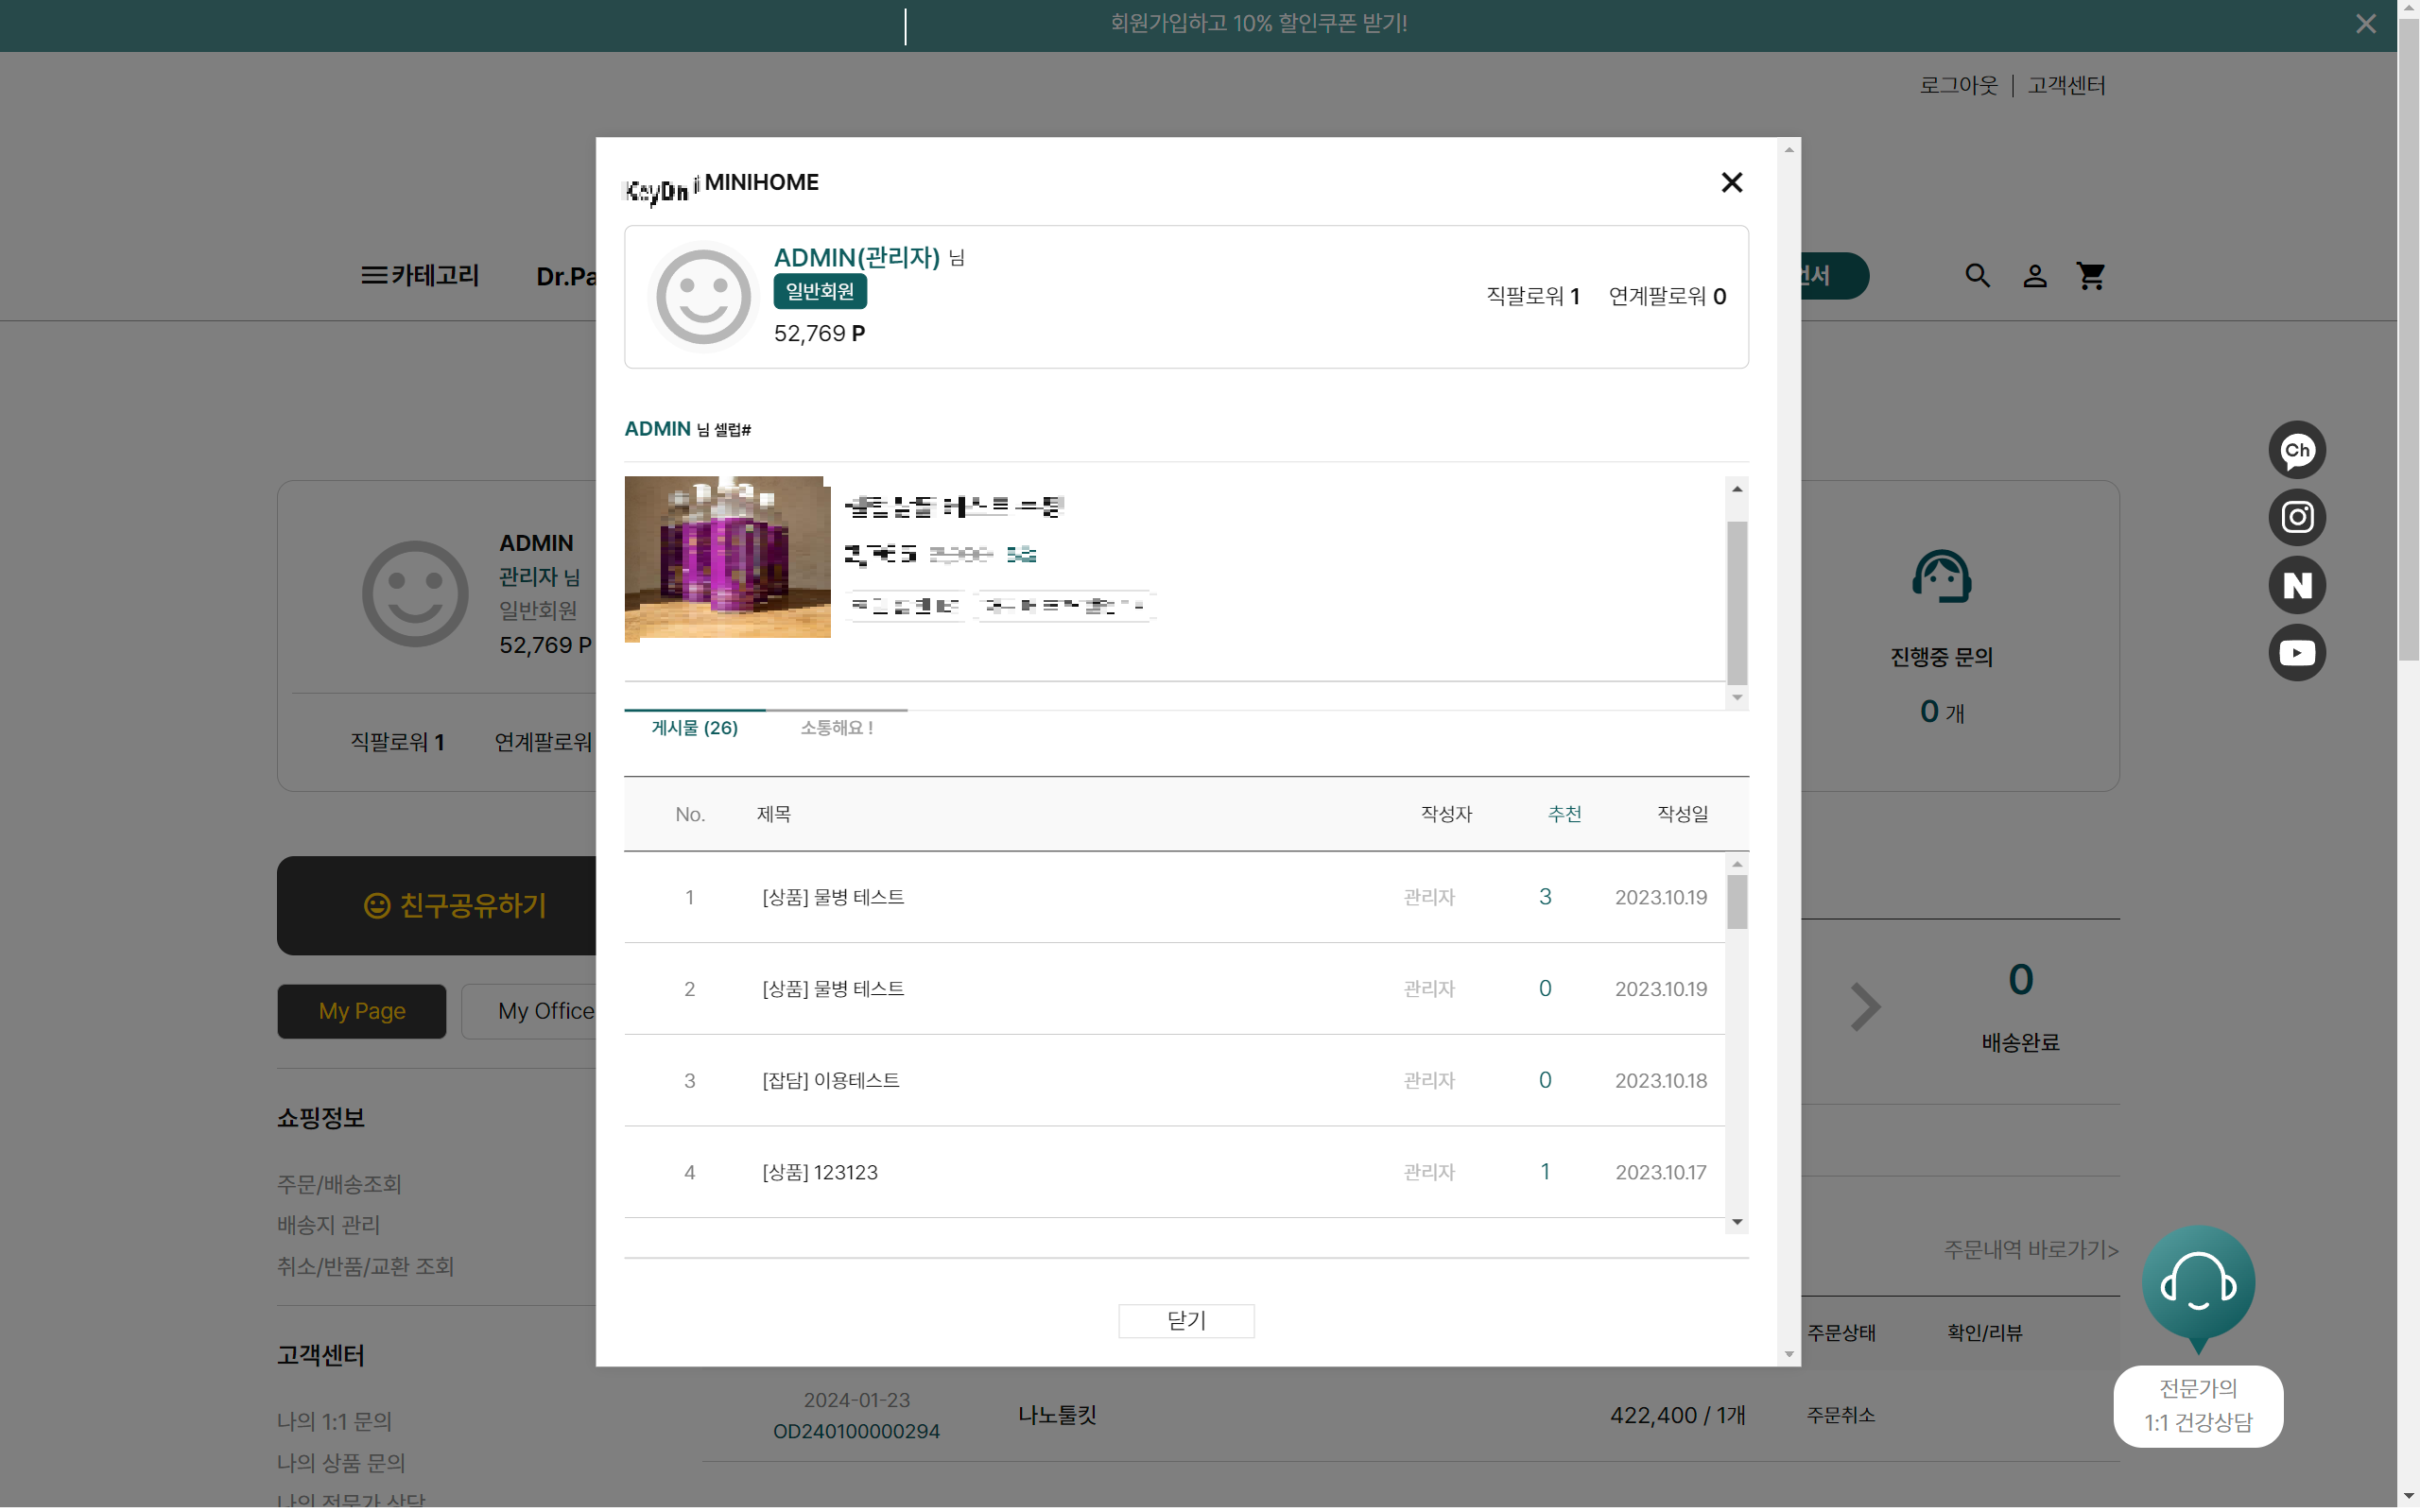 회원가입하고 10% 할인쿠폰 받기!
로그아웃 | 고객센터
MINIHOME
카테고리
Dr.Pa
언서
ADMIN(관리자) 님
일반회원
52,769 P
직팔로워 1 연계팔로워 0
ADMIN 님 셀럽#
게시물 (26) 소통해요 !
No. 제목 작성자 추천 작성일
1 [상품] 물병 테스트 관리자 3 2023.10.19
2 [상품] 물병 테스트 관리자 0 2023.10.19
3 [잡담] 이용테스트 관리자 0 2023.10.18
4 [상품] 123123 관리자 1 2023.10.17
닫기
ADMIN
관리자 님
일반회원
52,769 P
직팔로워 1 연계팔로워
친구공유하기
My Page My Office
쇼핑정보
주문/배송조회
배송지 관리
취소/반품/교환 조회
고객센터
나의 1:1 문의
나의 상품 문의
나의 전문가 상담
진행중 문의
0 개
0
배송완료
주문내역 바로가기>
주문상태 확인/리뷰
2024-01-23
OD240100000294
나노툴킷
422,400 / 1개
주문취소
Ch
N
전문가의
1:1 건강상담